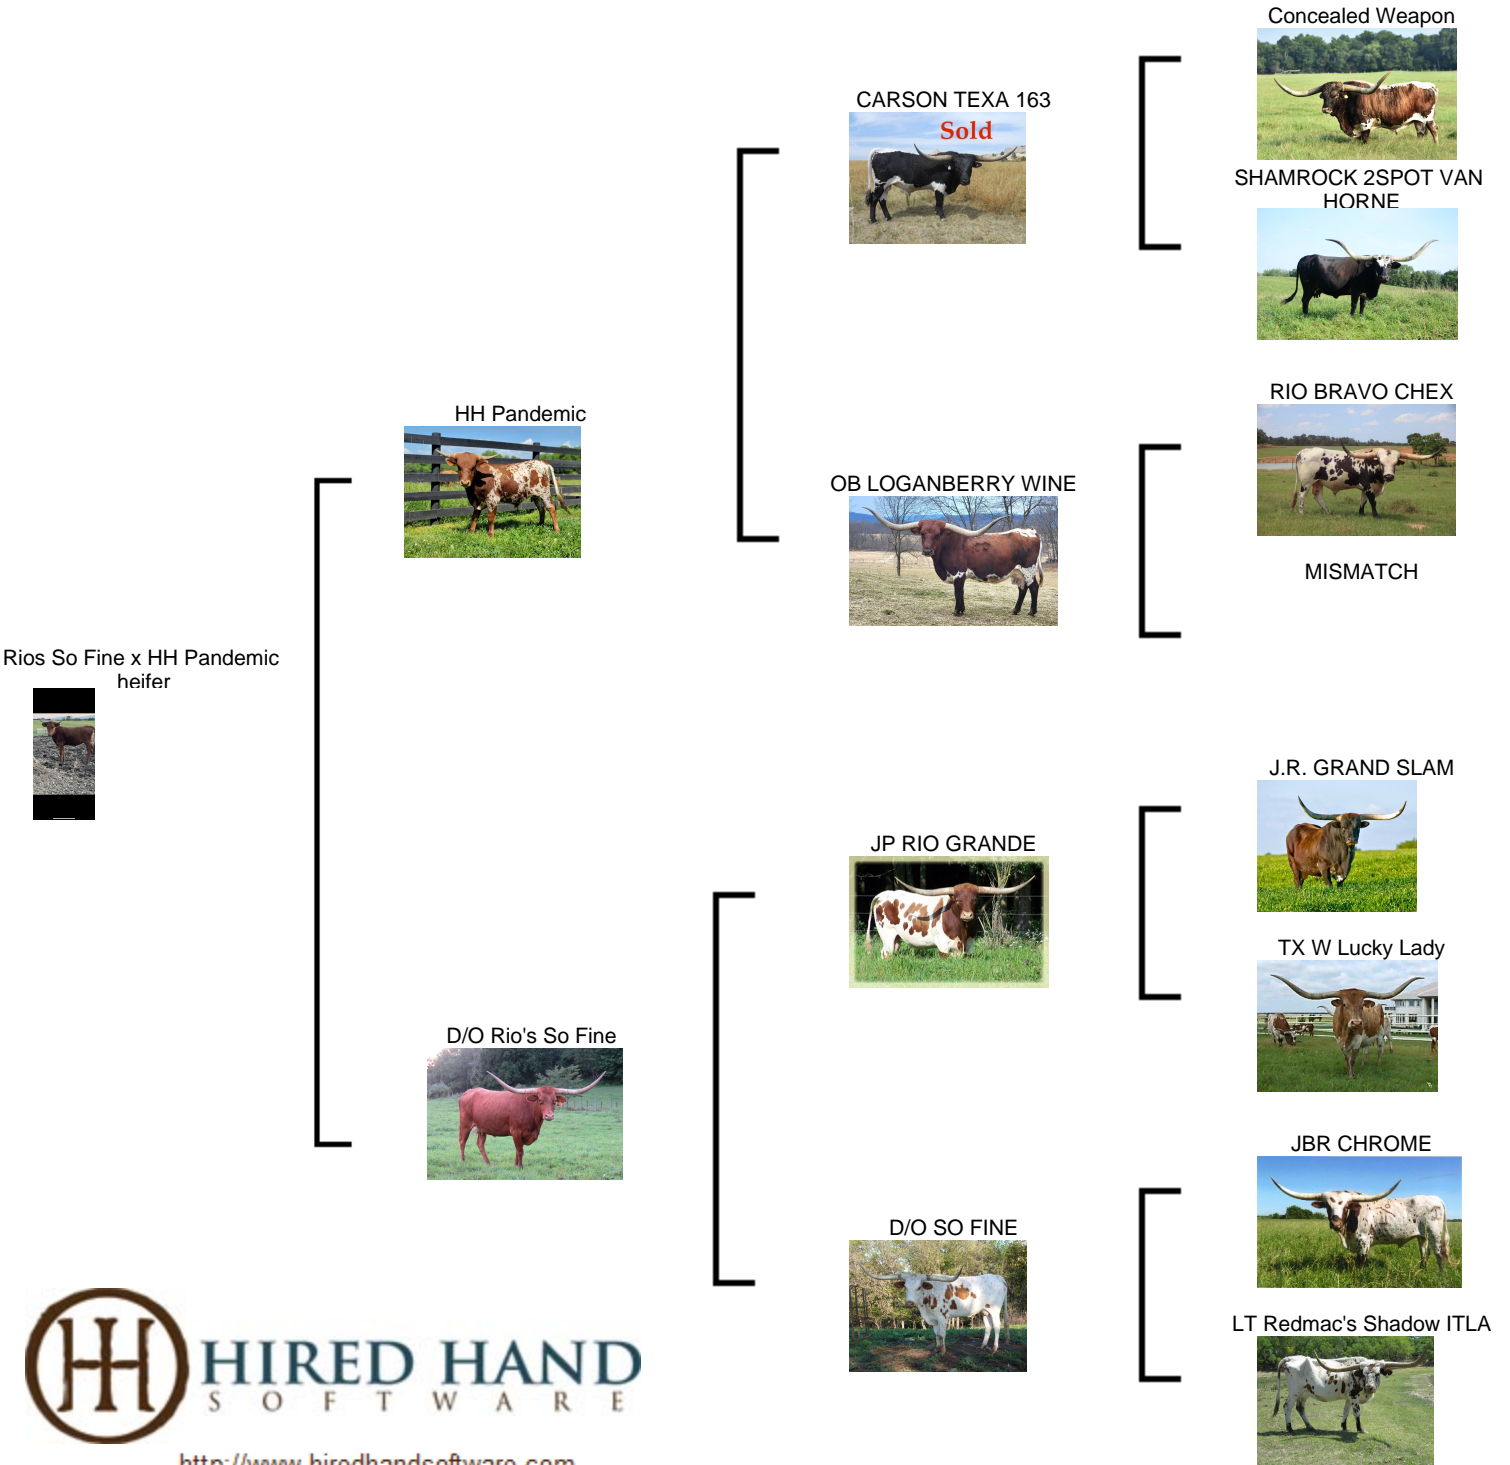 Concealed Weapon
CARSON TEXA 163
Sold
SHAMROCK 2SPOT VAN
HORNE
RIO BRAVO CHEX
HH Pandemic
OB LOGANBERRY WINE
MISMATCH
Rios So Fine x HH Pandemic
heifer
J.R. GRAND SLAM
JP RIO GRANDE
TX W Lucky Lady
D/O Rio's So Fine
JBR CHROME
D/O SO FINE
LT Redmac's Shadow ITLA
HIRED HAND
SOFTWARE
http://www.hiredhandsoftware.com